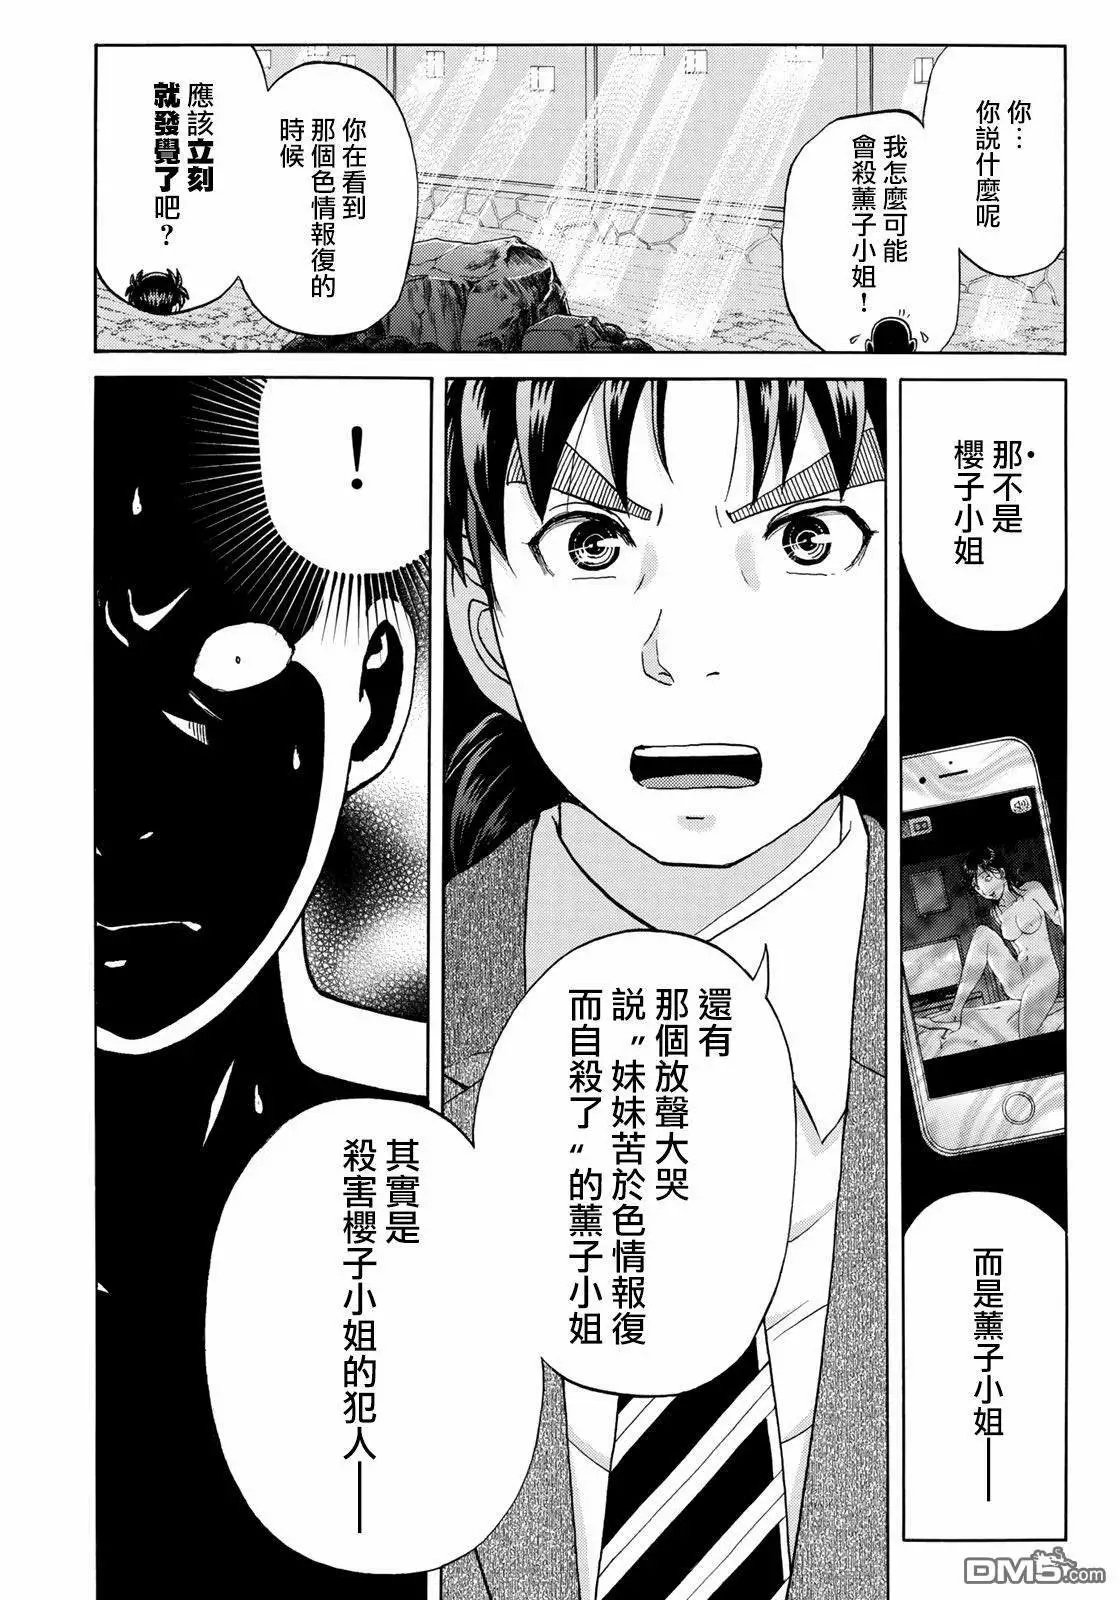 你…
你説什麼呢
我怎麼可能
會殺薫子小姐！
你在看到
那個色情報復的
時候
應該立刻
就發覺了吧？
那不是
櫻子小姐
而是薫子小姐——
還有
那個放聲大哭
說〞妹妹苦於色情報復
而自殺了〝的薫子小姐
其實是
殺害櫻子小姐的犯人——
！
DM5.com